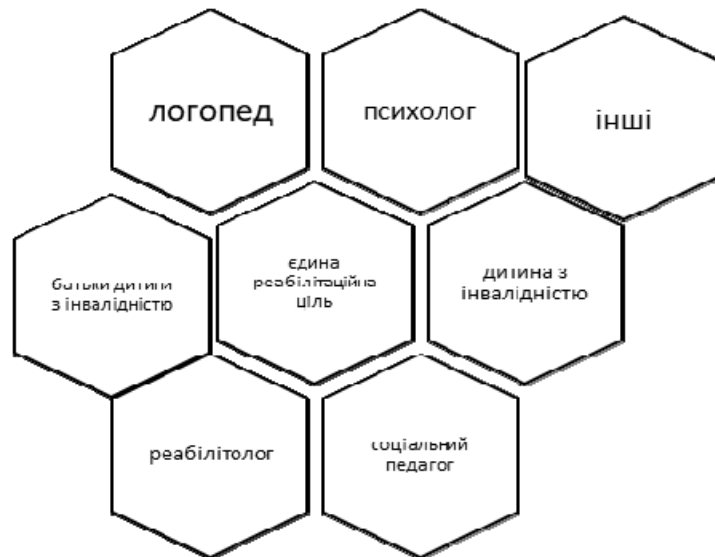 логопед
психолог
інші
батьки дитини
з інвалідністю
єдина
реабілітаційна
ціль
дитина з
інвалідністю
реабілітолог
соціальний
педагог